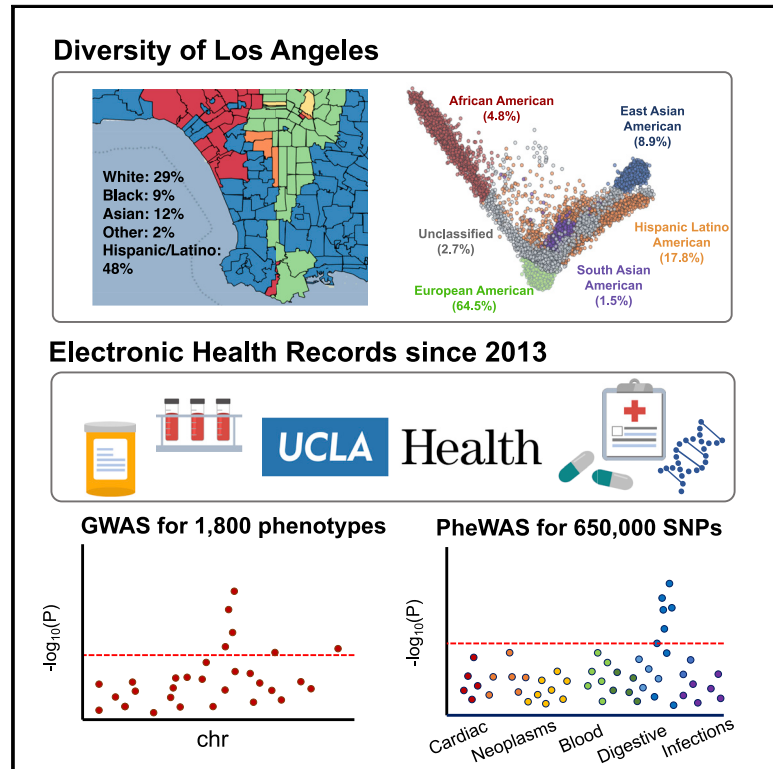 Diversity of Los Angeles
White: 29%
Black: 9%
Asian: 12%
Other: 2%
Hispanic/Latino:
48%
African American
(4.8%)
East Asian
American
(8.9%)
Unclassified
(2.7%)
Hispanic Latino
American
(17.8%)
South Asian
American
(1.5%)
European American
(64.5%)
Electronic Health Records since 2013
UCLA Health
GWAS for 1,800 phenotypes
-log10(P)
chr
PheWAS for 650,000 SNPs
-log10(P)
Cardiac
Neoplasms
Blood
Digestive
Infections